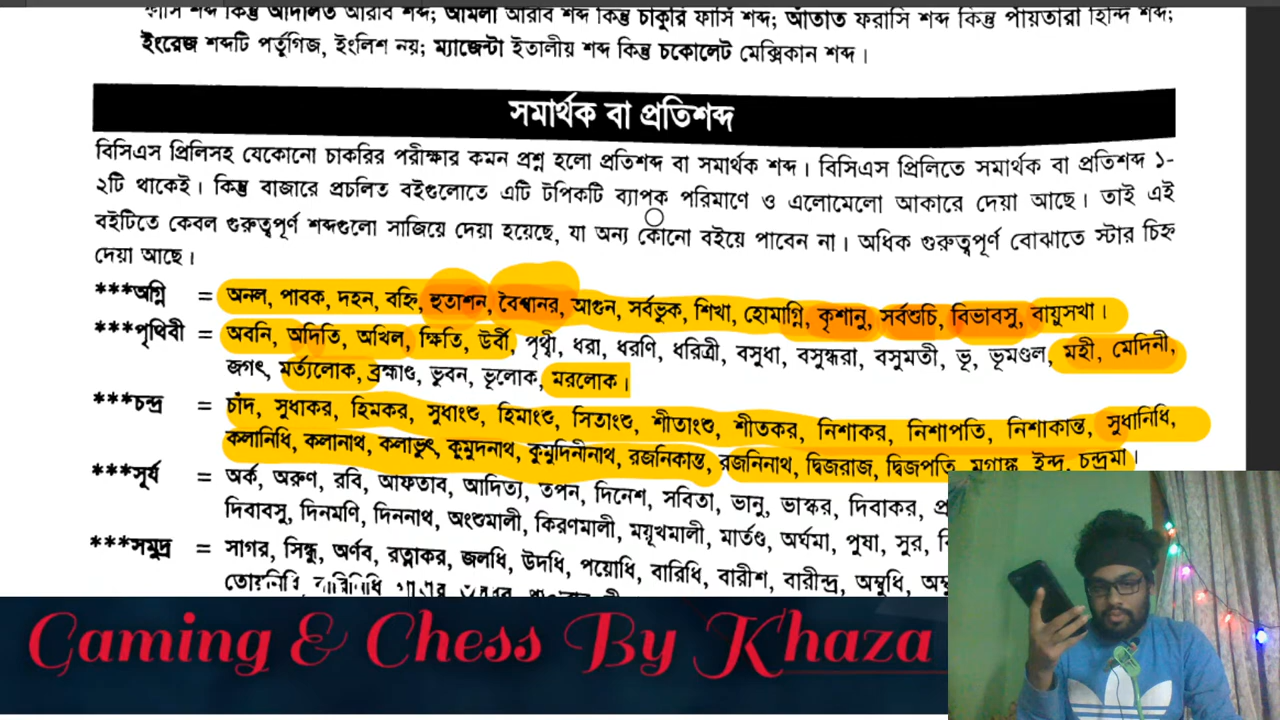 ফার্সি শব্দ কিন্তু আদালত আরবি শব্দ; আমলা আরবি শব্দ কিন্তু চাকুরি ফার্সি শব্দ; আঁতাত ফরাসি শব্দ কিন্তু পাঁয়তারা হিন্দি শব্দ;
ইংরেজ শব্দটি পর্তুগিজ, ইংলিশ নয়; ম্যাজেন্টা ইতালীয় শব্দ কিন্তু চকোলেট মেক্সিকান শব্দ।
সমার্থক বা প্রতিশব্দ
বিসিএস প্রিলিসহ যেকোনো চাকরির পরীক্ষার কমন প্রশ্ন হলো প্রতিশব্দ বা সমার্থক শব্দ। বিসিএস প্রিলিতে সমার্থক বা প্রতিশব্দ ১-
২টি থাকেই। কিন্তু বাজারে প্রচলিত বইগুলোতে এটি টপিকটি ব্যাপক পরিমাণে ও এলোমেলো আকারে দেয়া আছে। তাই এই
বইটিতে কেবল গুরুত্বপূর্ণ শব্দগুলো সাজিয়ে দেয়া হয়েছে, যা অন্য কোনো বইয়ে পাবেন না। অধিক গুরুত্বপূর্ণ বোঝাতে স্টার চিহ্ন
দেয়া আছে।
***অগ্নি = অনল, পাবক, দহন, বহ্নি, হুতাশন, বৈশ্বানর, আগুন, সর্বভুক, শিখা, হোমাগ্নি, কৃশানু, সর্বশুচি, বিভাবসু, বায়ুসখা।
***পৃথিবী = অবনি, অদিতি, অখিল, ক্ষিতি, উর্বী, পৃথ্বী, ধরা, ধরণি, ধরিত্রী, বসুধা, বসুন্ধরা, বসুমতী, ভূ, ভূমণ্ডল, মহী, মেদিনী,
জগৎ, মর্ত্যলোক, ব্রহ্মাণ্ড, ভুবন, ভূলোক, মরলোক।
***চন্দ্র = চাঁদ, সুধাকর, হিমকর, সুধাংশু, হিমাংশু, সিতাংশু, শীতাংশু, শীতকর, নিশাকর, নিশাপতি, নিশাকান্ত, সুধানিধি,
কলানিধি, কলানাথ, কলাভৃৎ, কুমুদনাথ, কুমুদিনীনাথ, রজনিকান্ত, রজনিনাথ, দ্বিজরাজ, দ্বিজপতি, মৃগাঙ্ক, ইন্দু, চন্দ্রমা।
***সূর্য = অর্ক, অরুণ, রবি, আফতাব, আদিত্য, তপন, দিনেশ, সবিতা, ভানু, ভাস্কর, দিবাকর,
দিবাবসু, দিনমণি, দিননাথ, অংশুমালী, কিরণমালী, ময়ূখমালী, মার্তণ্ড, অর্যমা, পুষা, সুর,
***সমুদ্র = সাগর, সিন্ধু, অর্ণব, রত্নাকর, জলধি, উদধি, পয়োধি, বারিধি, বারীশ, বারীন্দ্র, অম্বুধি,
তোয়নিধি, বারিনিধি,
Gaming & Chess By Khaza